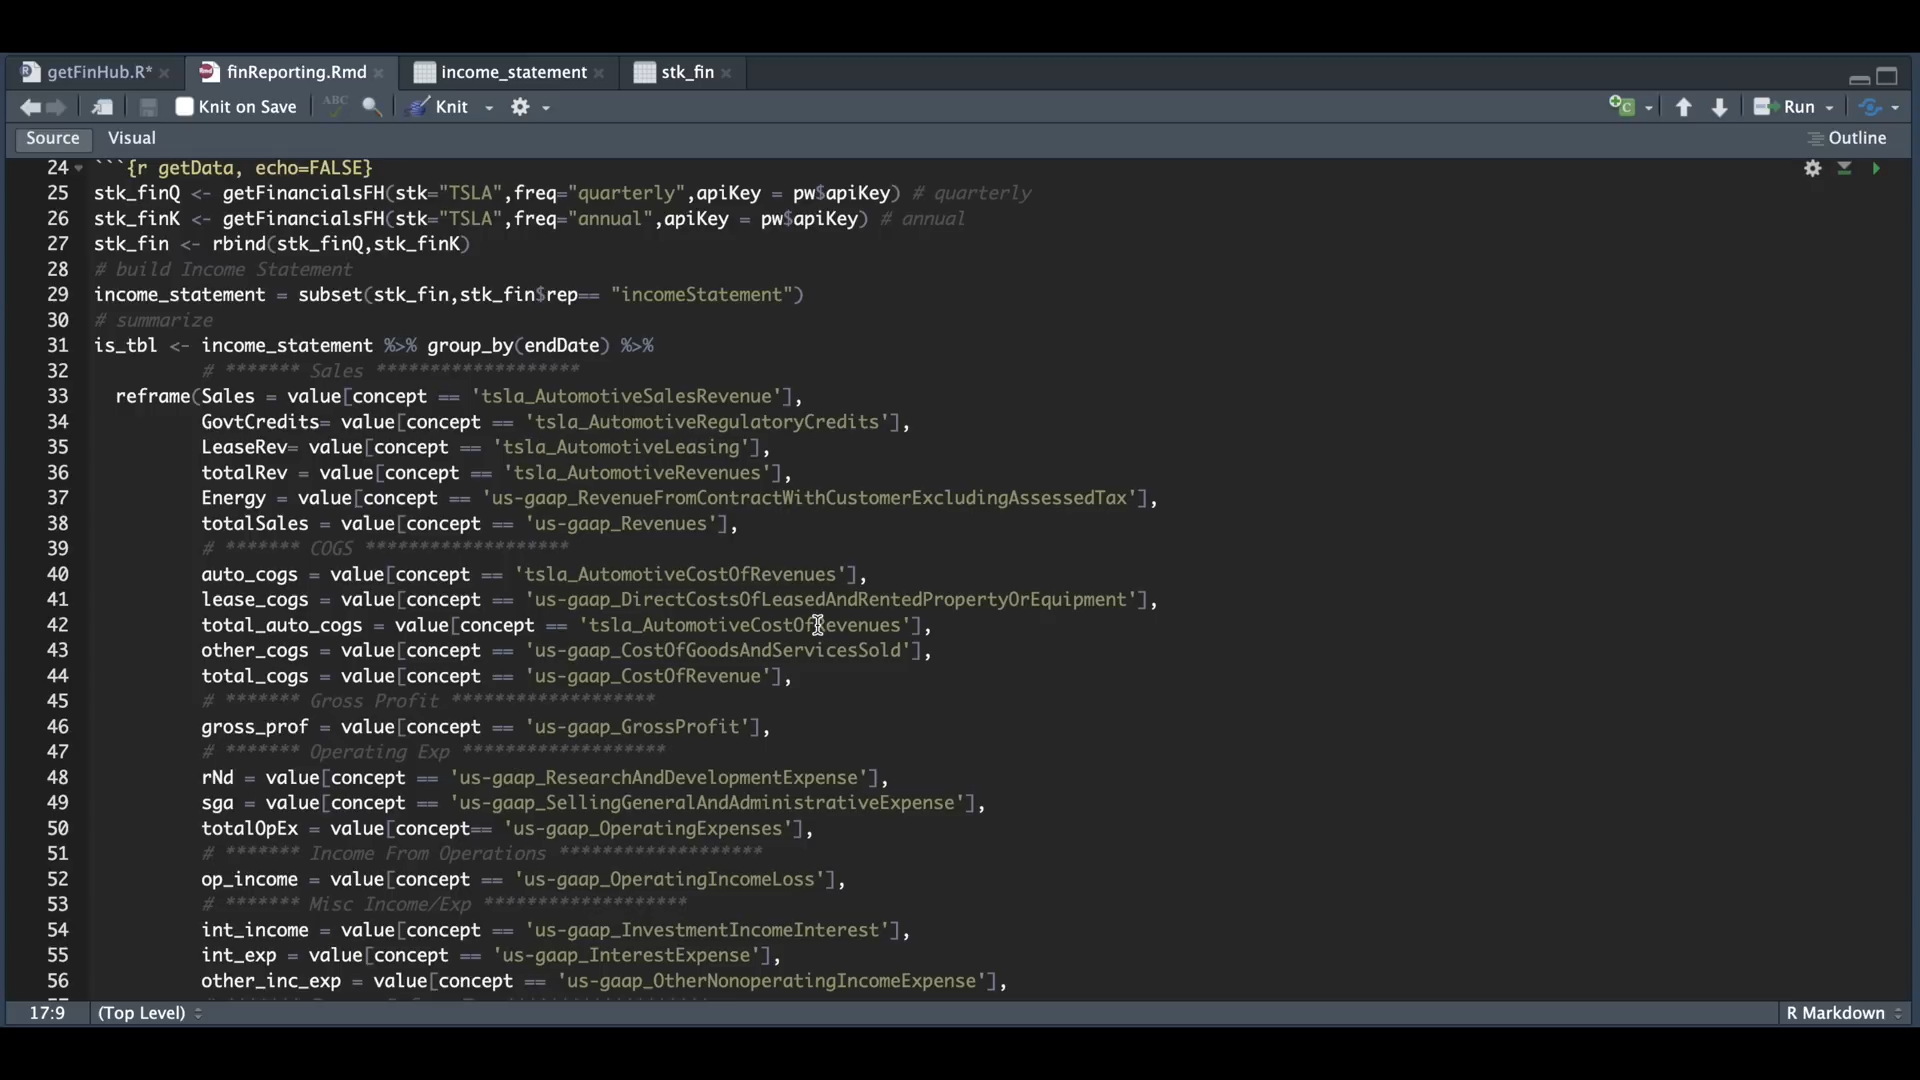 getFinHub.R* × finReporting.Rmd × income_statement × stk_fin ×
Knit on Save ABC Knit Run
Source Visual Outline
24 ```{r getData, echo=FALSE}
25 stk_finQ <- getFinancialsFH(stk="TSLA",freq="quarterly",apiKey = pw$apiKey) # quarterly
26 stk_finK <- getFinancialsFH(stk="TSLA",freq="annual",apiKey = pw$apiKey) # annual
27 stk_fin <- rbind(stk_finQ,stk_finK)
28 # build Income Statement
29 income_statement = subset(stk_fin,stk_fin$rep== "incomeStatement")
30 # summarize
31 is_tbl <- income_statement %>% group_by(endDate) %>%
32 # ******* Sales *******************
33 reframe(Sales = value[concept == 'tsla_AutomotiveSalesRevenue'],
34 GovtCredits= value[concept == 'tsla_AutomotiveRegulatoryCredits'],
35 LeaseRev= value[concept == 'tsla_AutomotiveLeasing'],
36 totalRev = value[concept == 'tsla_AutomotiveRevenues'],
37 Energy = value[concept == 'us-gaap_RevenueFromContractWithCustomerExcludingAssessedTax'],
38 totalSales = value[concept == 'us-gaap_Revenues'],
39 # ******* COGS *******************
40 auto_cogs = value[concept == 'tsla_AutomotiveCostOfRevenues'],
41 lease_cogs = value[concept == 'us-gaap_DirectCostsOfLeasedAndRentedPropertyOrEquipment'],
42 total_auto_cogs = value[concept == 'tsla_AutomotiveCostOfRevenues'],
43 other_cogs = value[concept == 'us-gaap_CostOfGoodsAndServicesSold'],
44 total_cogs = value[concept == 'us-gaap_CostOfRevenue'],
45 # ******* Gross Profit *******************
46 gross_prof = value[concept == 'us-gaap_GrossProfit'],
47 # ******* Operating Exp *******************
48 rNd = value[concept == 'us-gaap_ResearchAndDevelopmentExpense'],
49 sga = value[concept == 'us-gaap_SellingGeneralAndAdministrativeExpense'],
50 totalOpEx = value[concept== 'us-gaap_OperatingExpenses'],
51 # ******* Income From Operations *******************
52 op_income = value[concept == 'us-gaap_OperatingIncomeLoss'],
53 # ******* Misc Income/Exp *******************
54 int_income = value[concept == 'us-gaap_InvestmentIncomeInterest'],
55 int_exp = value[concept == 'us-gaap_InterestExpense'],
56 other_inc_exp = value[concept == 'us-gaap_OtherNonoperatingIncomeExpense'],
17:9 (Top Level) R Markdown